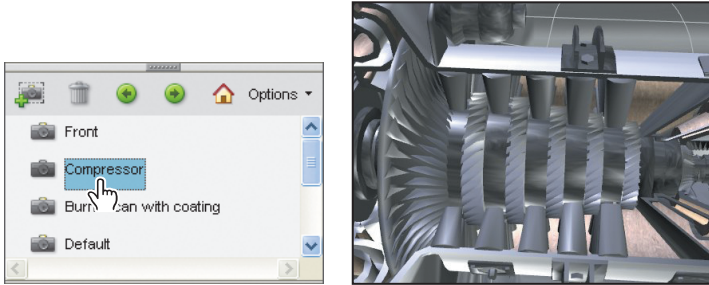 Options
Front
Compressor
Burn can with coating
Default